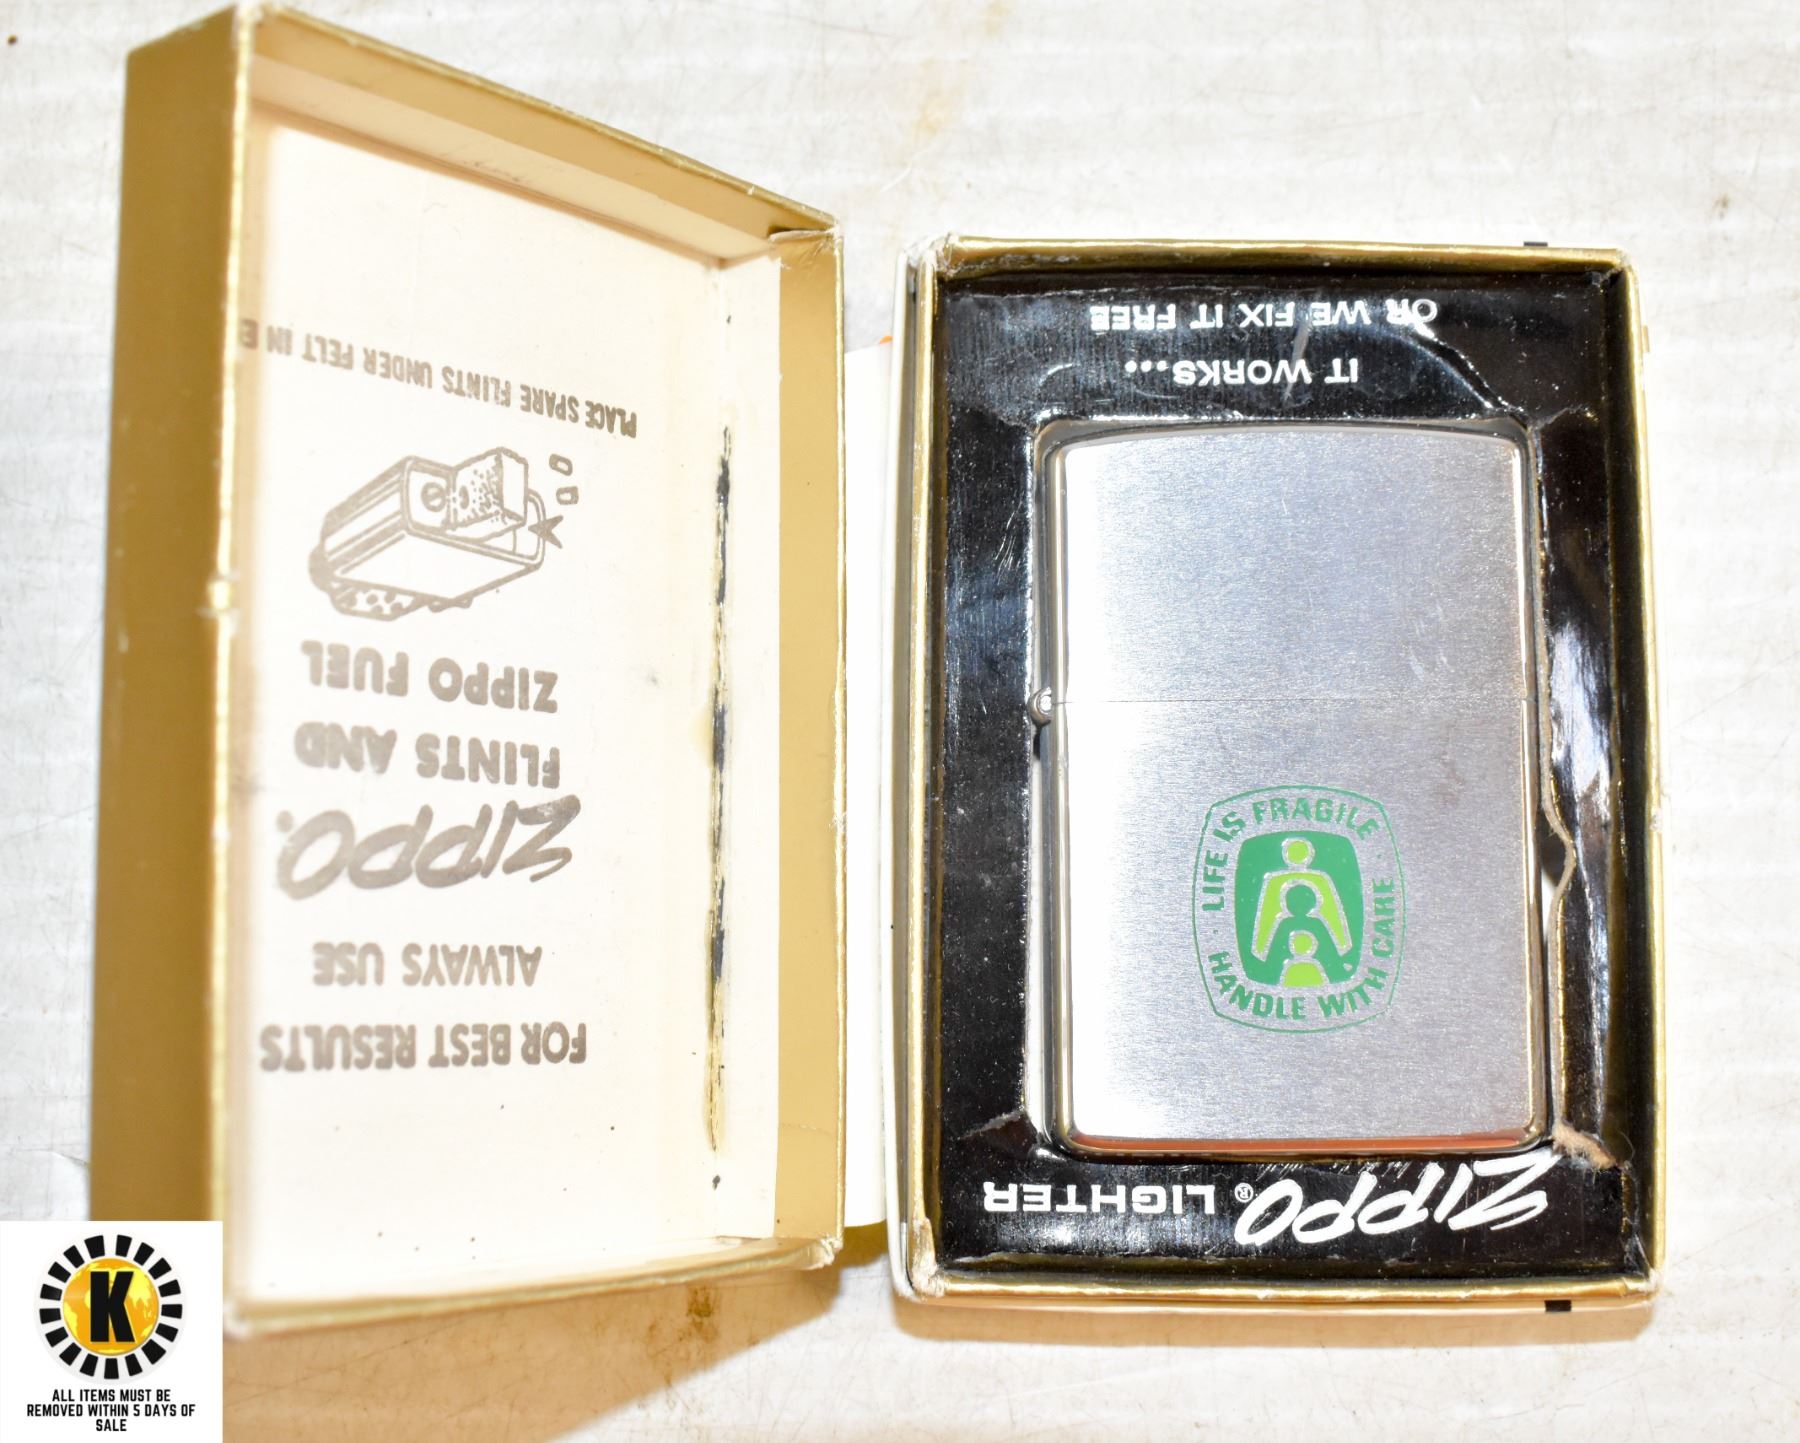 FOR BEST RESULTS
ALWAYS USE
ZIPPO®
FLINTS AND
ZIPPO FUEL
PLACE SPARE FLINTS UNDER FELT IN
ZIPPO® LIGHTER
IT WORKS...
OR WE FIX IT FREE
· LIFE IS FRAGILE ·
HANDLE WITH CARE
K
ALL ITEMS MUST BE
REMOVED WITHIN 5 DAYS OF
SALE